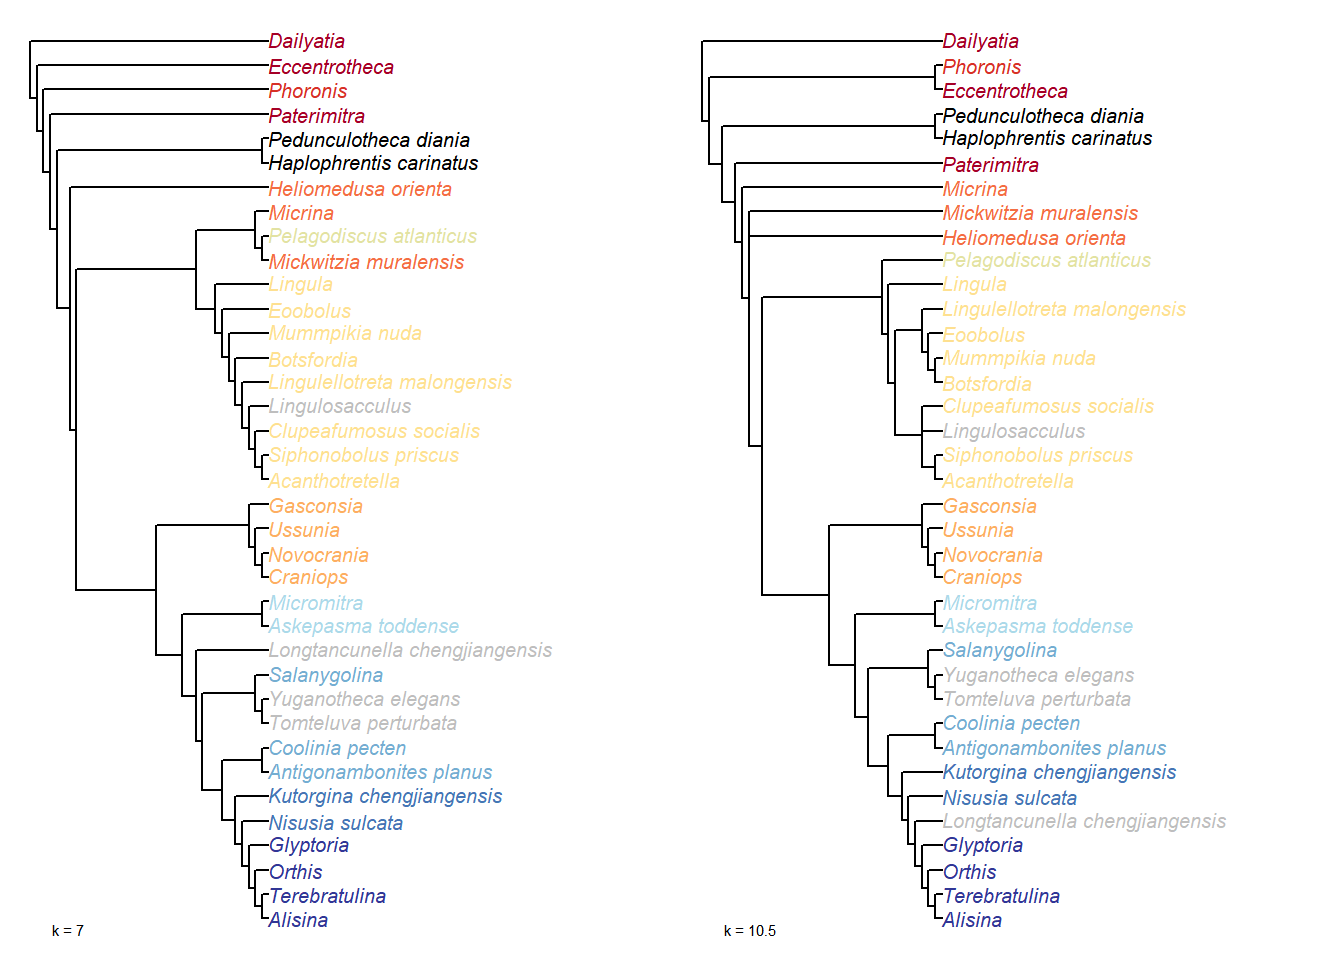 Dailyatia
Eccentrotheca
Phoronis
Paterimitra
Pedunculotheca diania
Haplophrentis carinatus
Heliomedusa orienta
Micrina
Pelagodiscus atlanticus
Mickwitzia muralensis
Lingula
Eoobolus
Mummpikia nuda
Botsfordia
Lingulellotreta malongensis
Lingulosacculus
Clupeafumosus socialis
Siphonobolus priscus
Acanthotretella
Gasconsia
Ussunia
Novocrania
Craniops
Micromitra
Askepasma toddense
Longtancunella chengjiangensis
Salanygolina
Yuganotheca elegans
Tomteluva perturbata
Coolinia pecten
Antigonambonites planus
Kutorgina chengjiangensis
Nisusia sulcata
Glyptoria
Orthis
Terebratulina
Alisina
k = 7
Dailyatia
Phoronis
Eccentrotheca
Pedunculotheca diania
Haplophrentis carinatus
Paterimitra
Micrina
Mickwitzia muralensis
Heliomedusa orienta
Pelagodiscus atlanticus
Lingula
Lingulellotreta malongensis
Eoobolus
Mummpikia nuda
Botsfordia
Clupeafumosus socialis
Lingulosacculus
Siphonobolus priscus
Acanthotretella
Gasconsia
Ussunia
Novocrania
Craniops
Micromitra
Askepasma toddense
Salanygolina
Yuganotheca elegans
Tomteluva perturbata
Coolinia pecten
Antigonambonites planus
Kutorgina chengjiangensis
Nisusia sulcata
Longtancunella chengjiangensis
Glyptoria
Orthis
Terebratulina
Alisina
k = 10.5